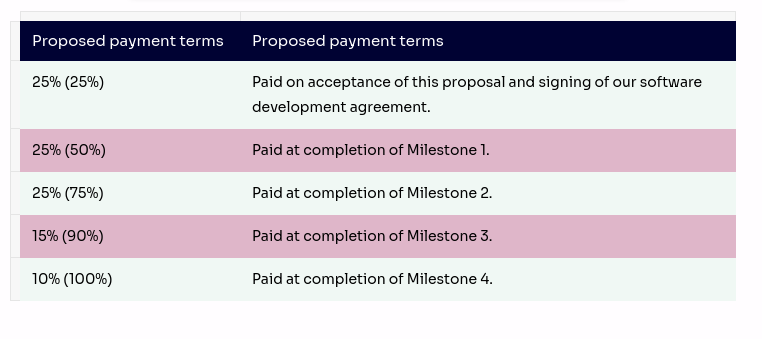 Proposed payment terms Proposed payment terms
25% (25%) Paid on acceptance of this proposal and signing of our software
development agreement.
25% (50%) Paid at completion of Milestone 1.
25% (75%) Paid at completion of Milestone 2.
15% (90%) Paid at completion of Milestone 3.
10% (100%) Paid at completion of Milestone 4.